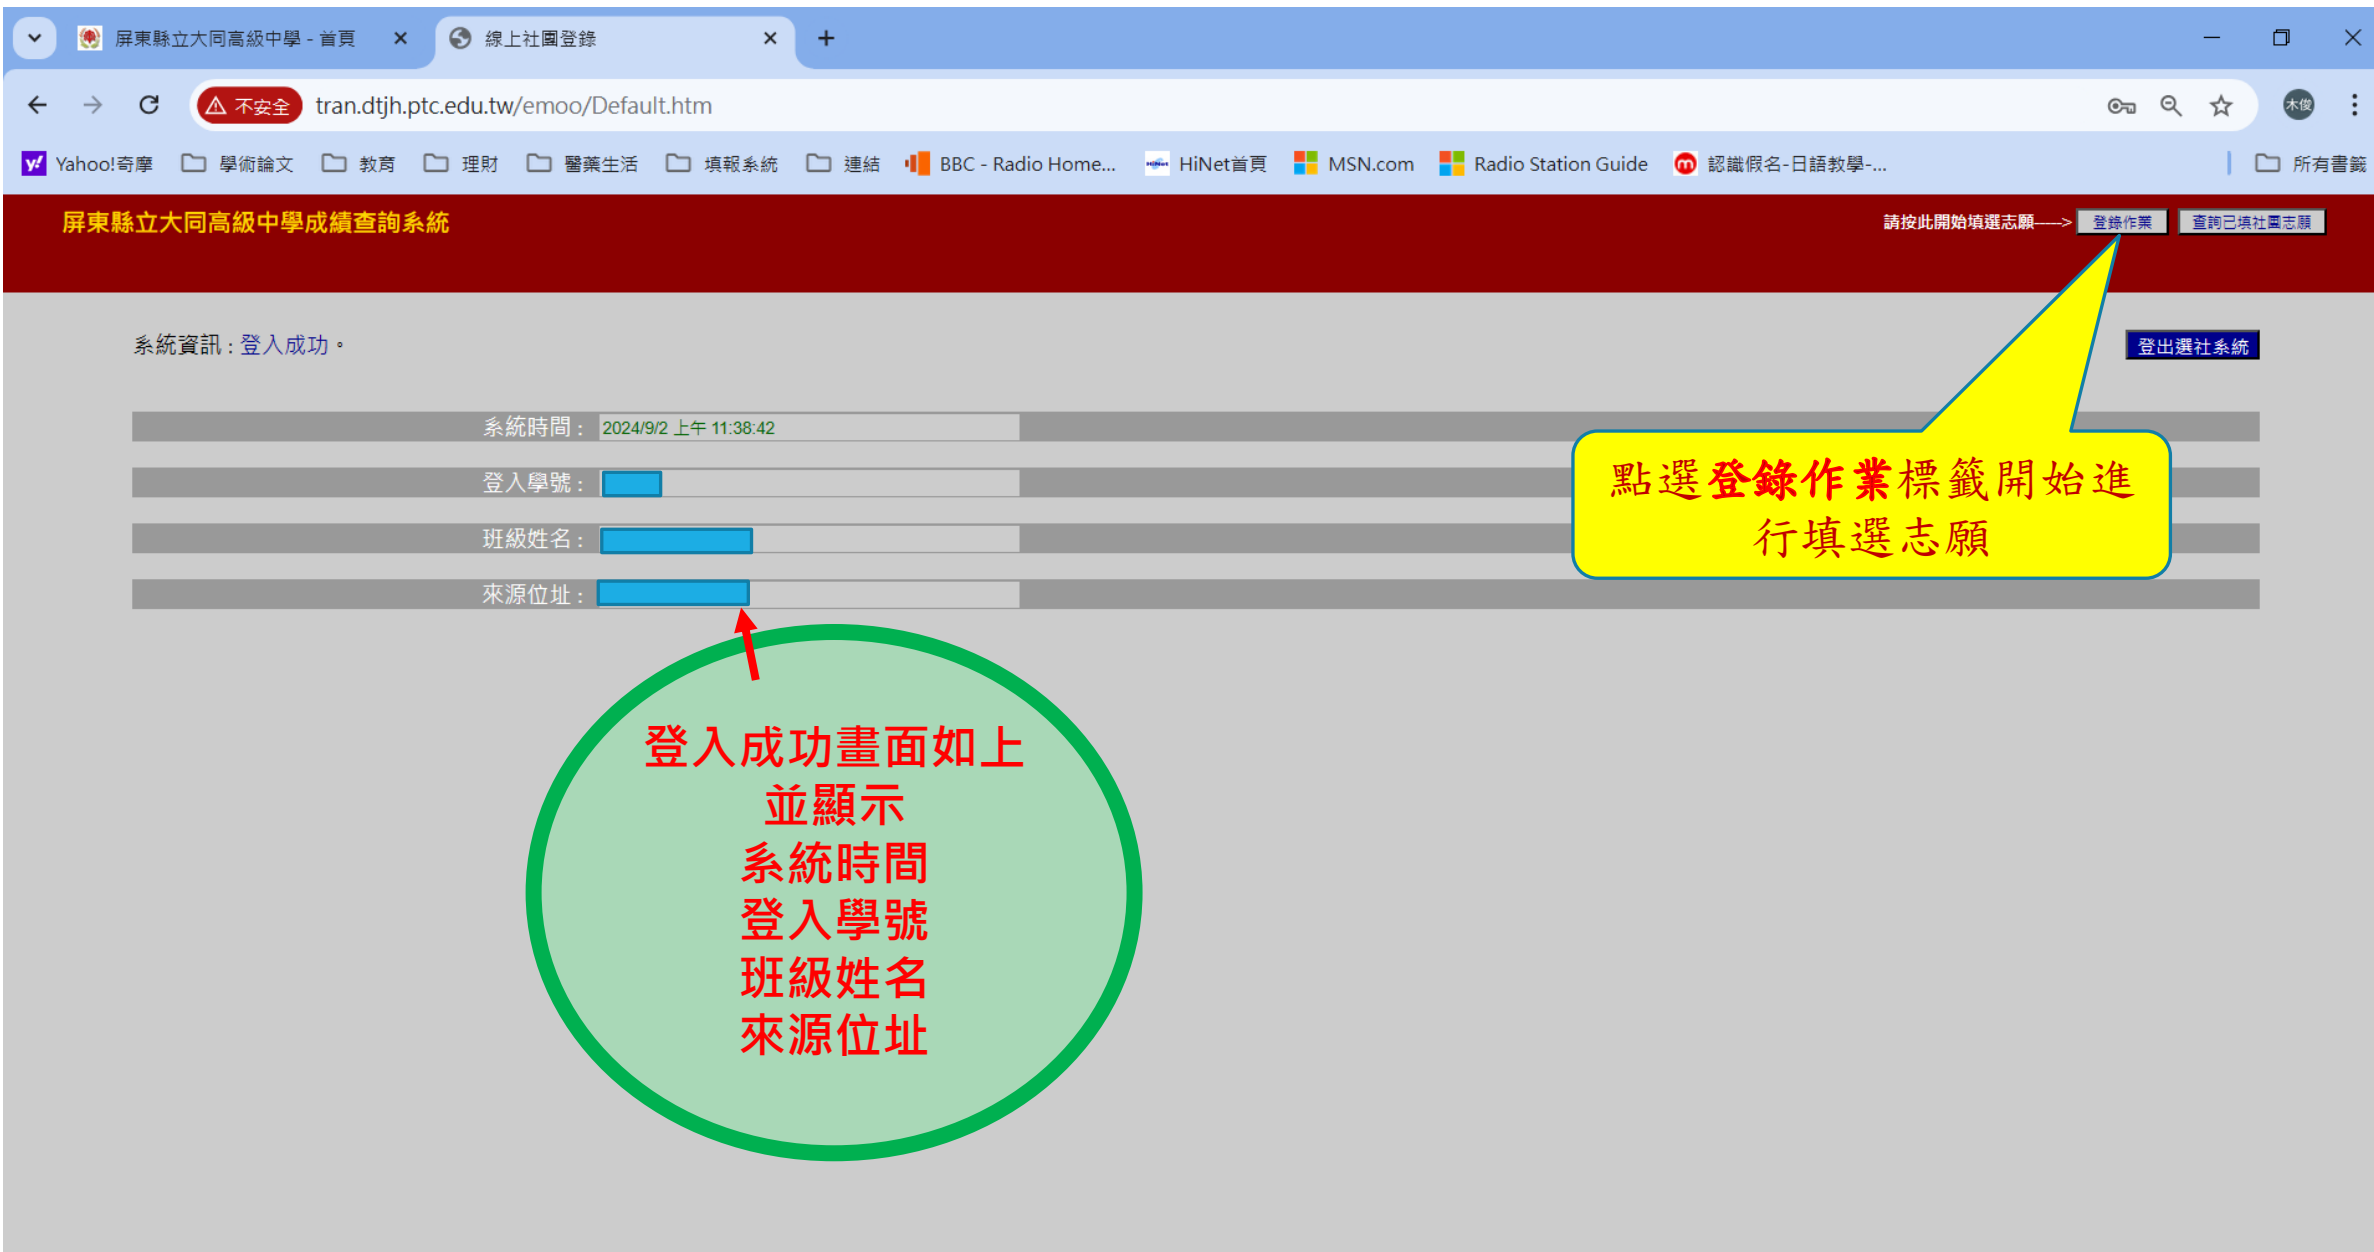 屏東縣立大同高級中學 - 首頁
線上社團登錄
不安全 tran.dtjh.ptc.edu.tw/emoo/Default.htm
木俊
Yahoo!奇摩 學術論文 教育 理財 醫藥生活 填報系統 連結 BBC - Radio Home... HiNet首頁 MSN.com Radio Station Guide 認識假名-日語教學-... 所有書籤
屏東縣立大同高級中學成績查詢系統
請按此開始填選志願----> 登錄作業 查詢已填社團志願
系統資訊 : 登入成功。
登出選社系統
系統時間 : 2024/9/2 上午 11:38:42
登入學號 :
班級姓名 :
來源位址 :
點選登錄作業標籤開始進
行填選志願
登入成功畫面如上
並顯示
系統時間
登入學號
班級姓名
來源位址